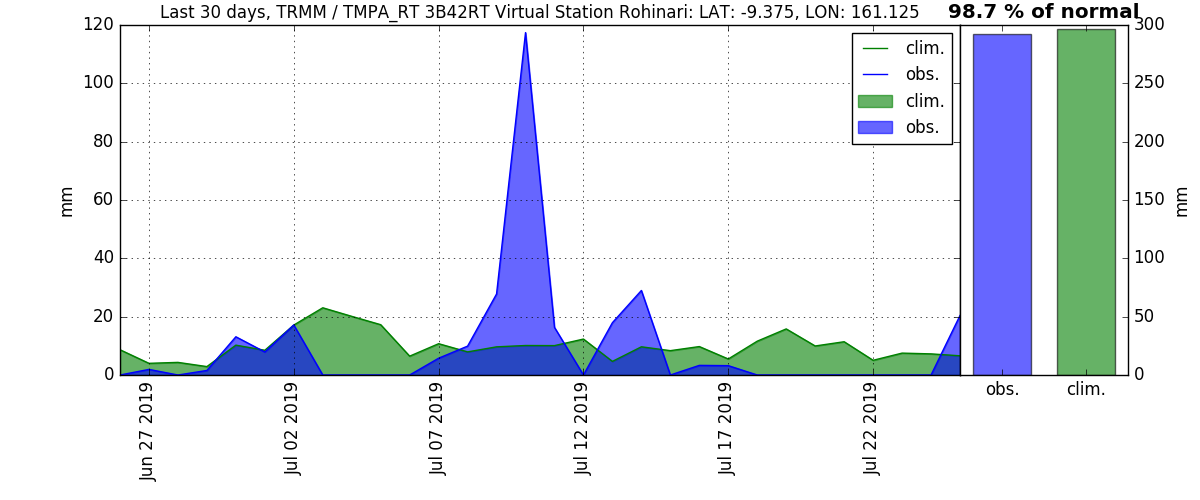 Last 30 days, TRMM / TMPA_RT 3B42RT Virtual Station Rohinari: LAT: -9.375, LON: 161.125
98.7 % of normal
120
100
80
60
40
20
0
mm
clim.
obs.
clim.
obs.
Jun 27 2019
Jul 02 2019
Jul 07 2019
Jul 12 2019
Jul 17 2019
Jul 22 2019
300
250
200
150
100
50
0
mm
obs.
clim.